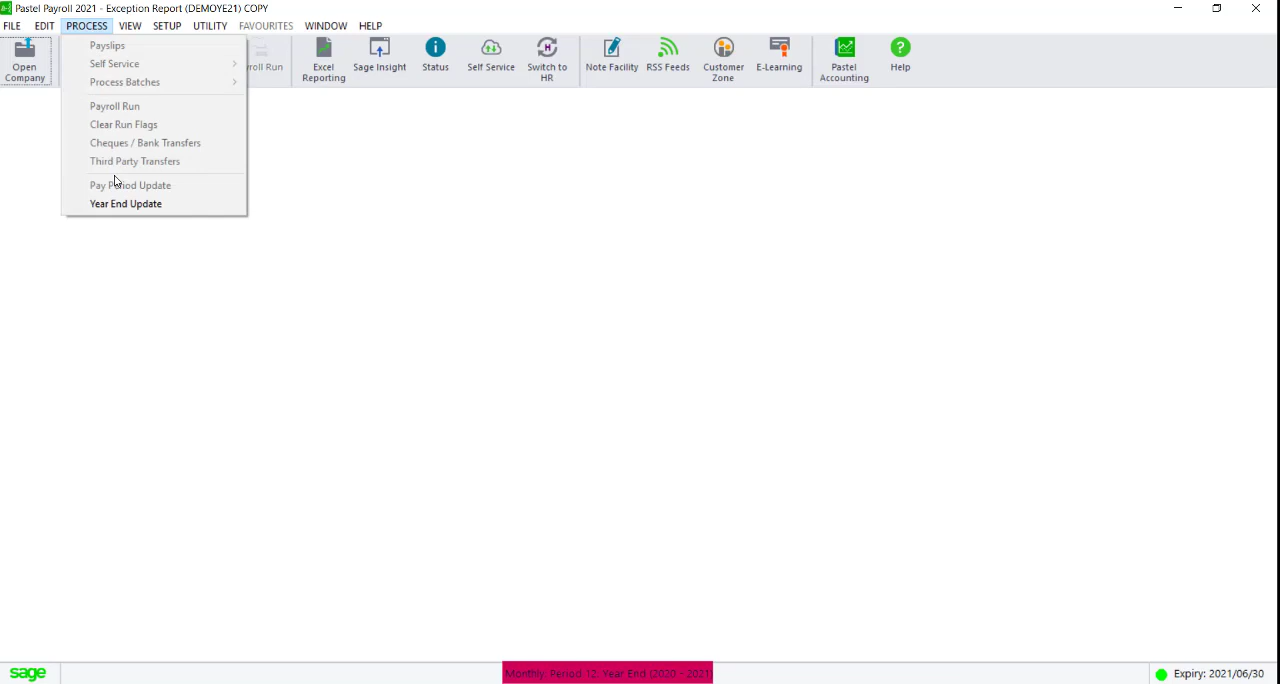 Pastel Payroll 2021 - Exception Report (DEMOYE21) COPY
FILE EDIT PROCESS VIEW SETUP UTILITY FAVOURITES WINDOW HELP
Open Company
roll Run
Excel Reporting
Sage Insight
Status
Self Service
Switch to HR
Note Facility
RSS Feeds
Customer Zone
E-Learning
Pastel Accounting
Help
Payslips
Self Service
Process Batches
Payroll Run
Clear Run Flags
Cheques / Bank Transfers
Third Party Transfers
Pay Period Update
Year End Update
sage
Monthly: Period 12: Year End (2020 - 2021)
Expiry: 2021/06/30